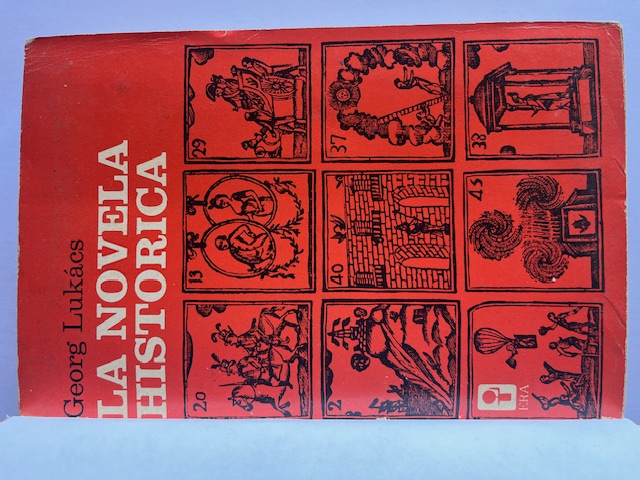 Georg Lukács
LA NOVELA
HISTORICA
20 13 29
2 40 37
45 38
ERA